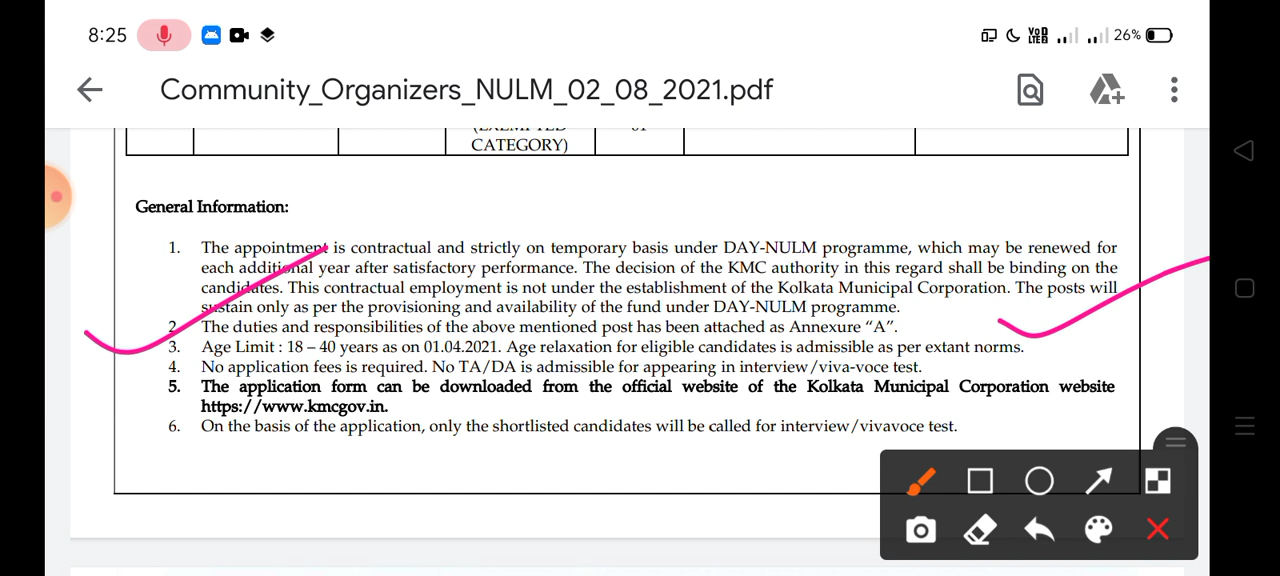 8:25
VoD LTE2
26%
Community_Organizers_NULM_02_08_2021.pdf
CATEGORY)
General Information:
1. The appointment is contractual and strictly on temporary basis under DAY-NULM programme, which may be renewed for
each additional year after satisfactory performance. The decision of the KMC authority in this regard shall be binding on the
candidates. This contractual employment is not under the establishment of the Kolkata Municipal Corporation. The posts will
sustain only as per the provisioning and availability of the fund under DAY-NULM programme.
2. The duties and responsibilities of the above mentioned post has been attached as Annexure “A”.
3. Age Limit : 18 – 40 years as on 01.04.2021. Age relaxation for eligible candidates is admissible as per extant norms.
4. No application fees is required. No TA/DA is admissible for appearing in interview/viva-voce test.
5. The application form can be downloaded from the official website of the Kolkata Municipal Corporation website
https://www.kmcgov.in.
6. On the basis of the application, only the shortlisted candidates will be called for interview/vivavoce test.